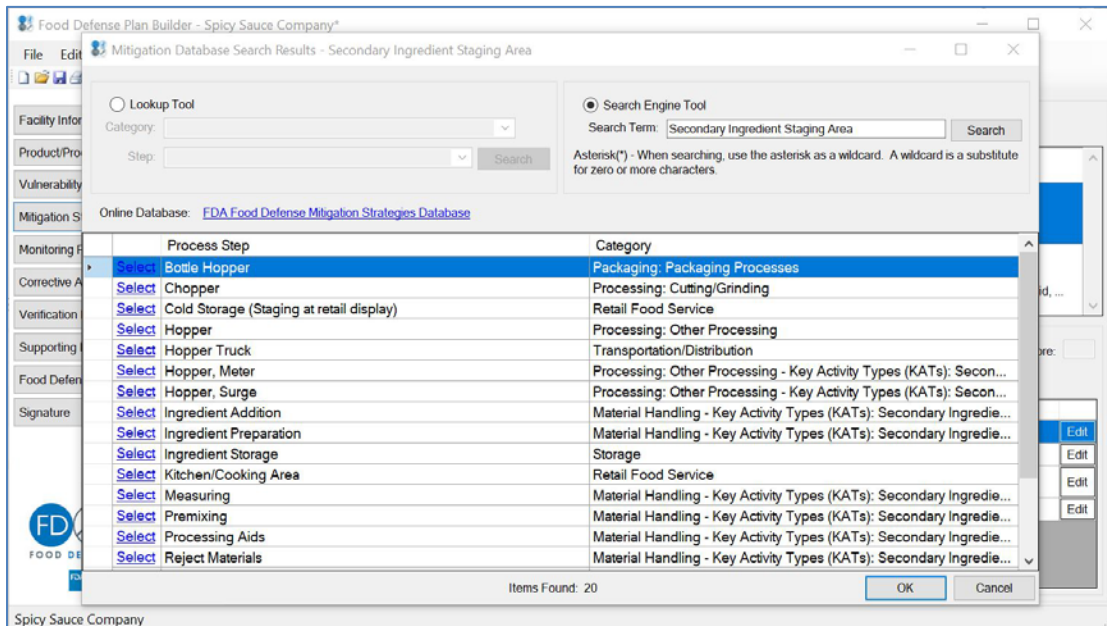 Food Defense Plan Builder - Spicy Sauce Company*
File Edit
Mitigation Database Search Results - Secondary Ingredient Staging Area
Lookup Tool
Category:
Step:
Search
Search Engine Tool
Search Term: Secondary Ingredient Staging Area Search
Asterisk(*) - When searching, use the asterisk as a wildcard. A wildcard is a substitute
for zero or more characters.
Online Database: FDA Food Defense Mitigation Strategies Database
Facility Infor
Product/Pro
Vulnerability
Mitigation S
Monitoring P
Corrective A
Verification
Supporting
Food Defen
Signature
Process Step Category
Select Bottle Hopper Packaging: Packaging Processes
Select Chopper Processing: Cutting/Grinding
Select Cold Storage (Staging at retail display) Retail Food Service
Select Hopper Processing: Other Processing
Select Hopper Truck Transportation/Distribution
Select Hopper, Meter Processing: Other Processing - Key Activity Types (KATs): Secon...
Select Hopper, Surge Processing: Other Processing - Key Activity Types (KATs): Secon...
Select Ingredient Addition Material Handling - Key Activity Types (KATs): Secondary Ingredie...
Select Ingredient Preparation Material Handling - Key Activity Types (KATs): Secondary Ingredie...
Select Ingredient Storage Storage
Select Kitchen/Cooking Area Retail Food Service
Select Measuring Material Handling - Key Activity Types (KATs): Secondary Ingredie...
Select Premixing Material Handling - Key Activity Types (KATs): Secondary Ingredie...
Select Processing Aids Material Handling - Key Activity Types (KATs): Secondary Ingredie...
Select Reject Materials Material Handling - Key Activity Types (KATs): Secondary Ingredie...
Items Found: 20 OK Cancel
id, ...
ore:
Edit
Edit
Edit
Edit
FD
FOOD DE
Spicy Sauce Company